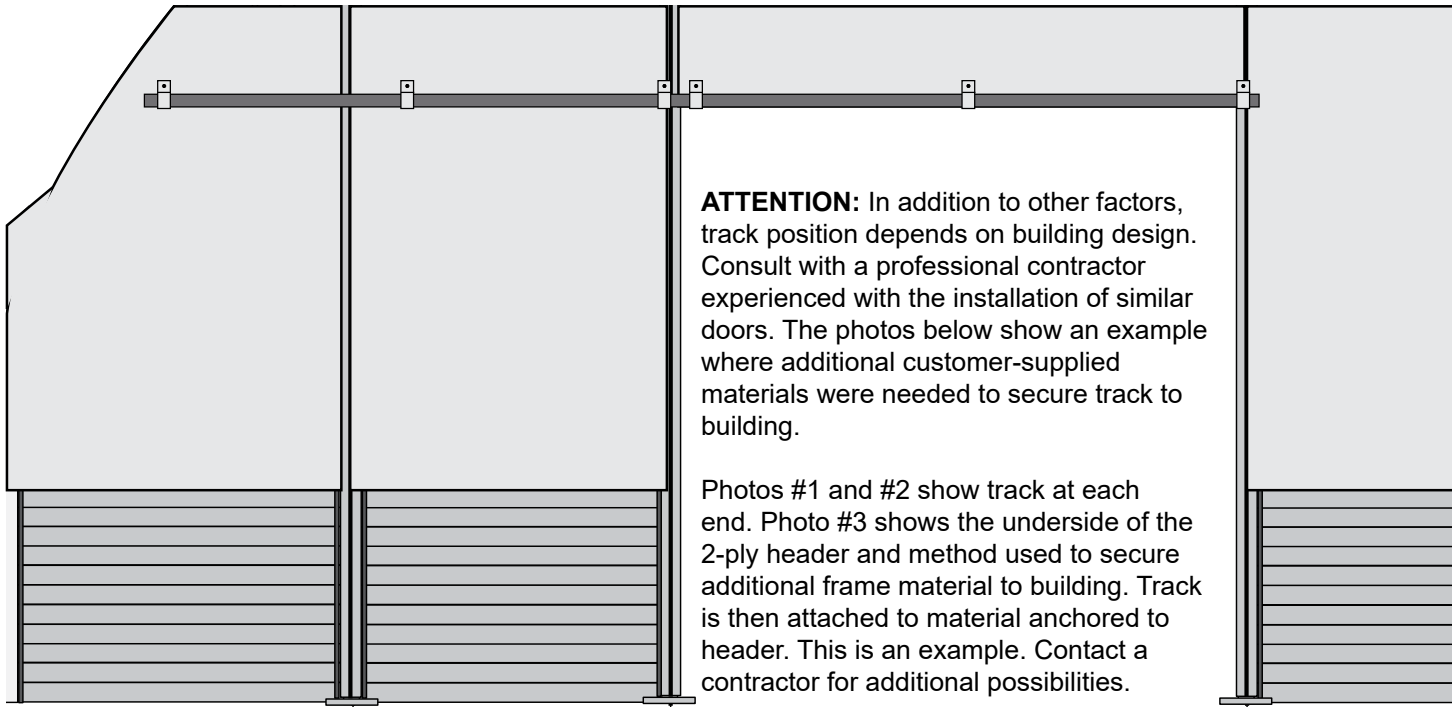 ATTENTION: In addition to other factors,
track position depends on building design.
Consult with a professional contractor
experienced with the installation of similar
doors. The photos below show an example
where additional customer-supplied
materials were needed to secure track to
building.
Photos #1 and #2 show track at each
end. Photo #3 shows the underside of the
2-ply header and method used to secure
additional frame material to building. Track
is then attached to material anchored to
header. This is an example. Contact a
contractor for additional possibilities.